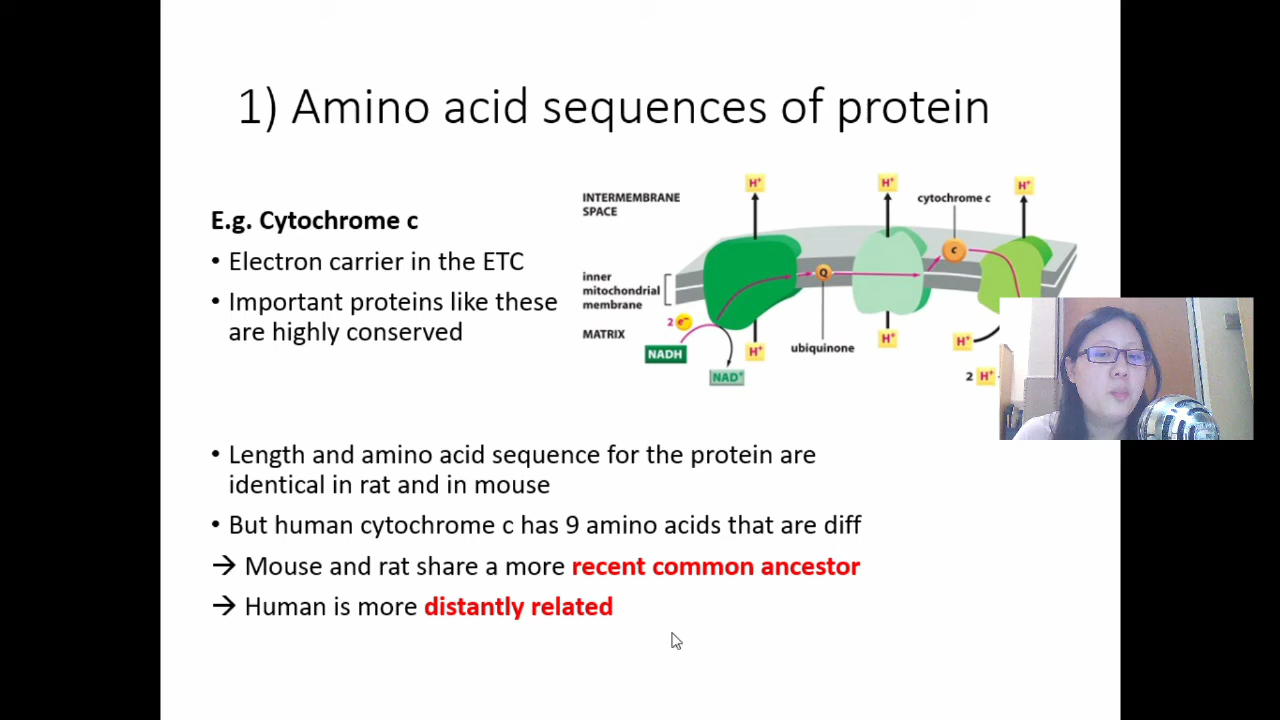 1) Amino acid sequences of protein
E.g. Cytochrome c
• Electron carrier in the ETC
• Important proteins like these
are highly conserved
INTERMEMBRANE
SPACE
inner
mitochondrial
membrane
MATRIX
H⁺
H⁺
H⁺
cytochrome c
C
Q
2 e⁻
NADH
NAD⁺
H⁺
ubiquinone
H⁺
H⁺
2 H⁺
• Length and amino acid sequence for the protein are
identical in rat and in mouse
• But human cytochrome c has 9 amino acids that are diff
→ Mouse and rat share a more recent common ancestor
→ Human is more distantly related